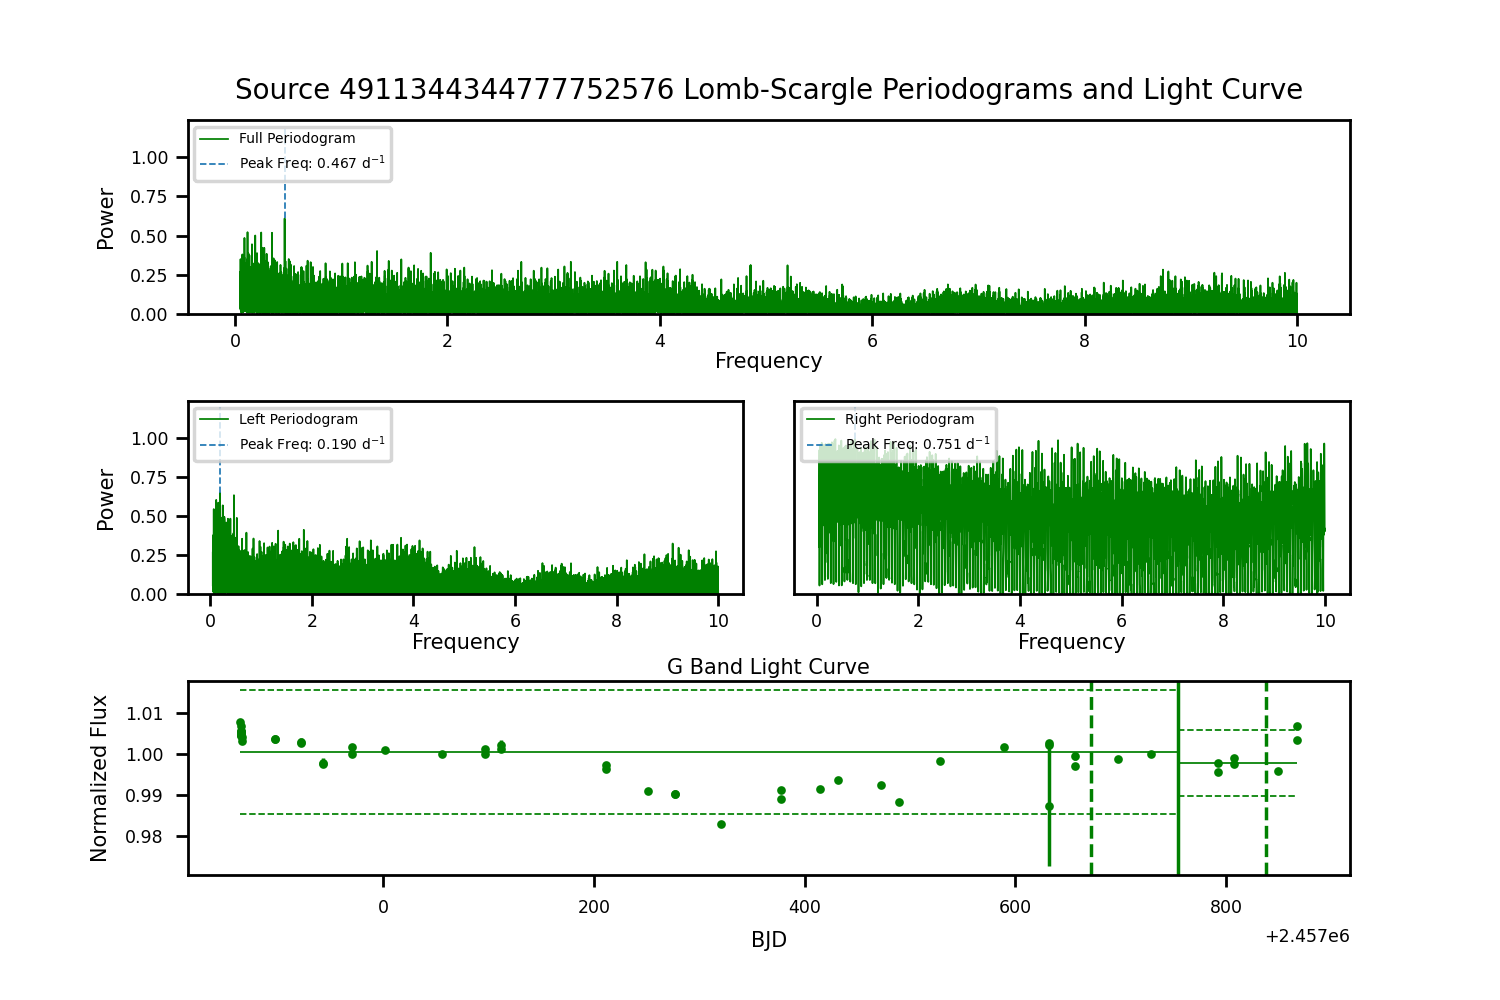 Source 4911344344777752576 Lomb-Scargle Periodograms and Light Curve
Full Periodogram
Peak Freq: 0.467 d⁻¹
1.00
0.75
0.50
0.25
0.00
Power
0 2 4 6 8 10
Frequency
Left Periodogram
Peak Freq: 0.190 d⁻¹
1.00
0.75
0.50
0.25
0.00
Power
0 2 4 6 8 10
Frequency
Right Periodogram
Peak Freq: 0.751 d⁻¹
0 2 4 6 8 10
Frequency
G Band Light Curve
1.01
1.00
0.99
0.98
Normalized Flux
0 200 400 600 800
BJD
+2.457e6